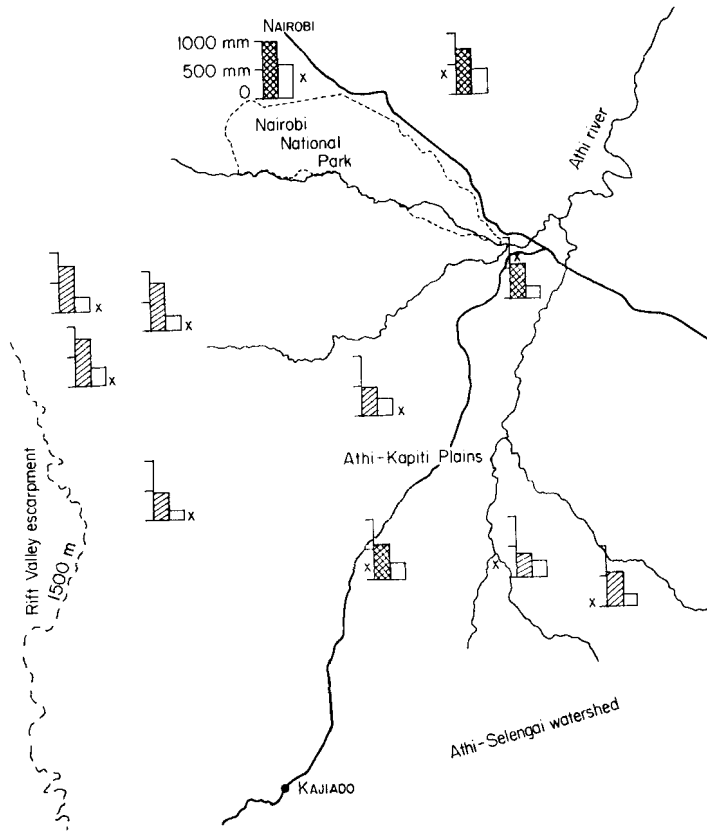 NAIROBI
1000 mm
500 mm
0
x
x
Nairobi
National
Park
Athi river
x
x
x
x
x
Athi-Kapiti Plains
x
Rift Valley escarpment
1500 m
x
x
x
Athi-Selengai watershed
KAJIADO